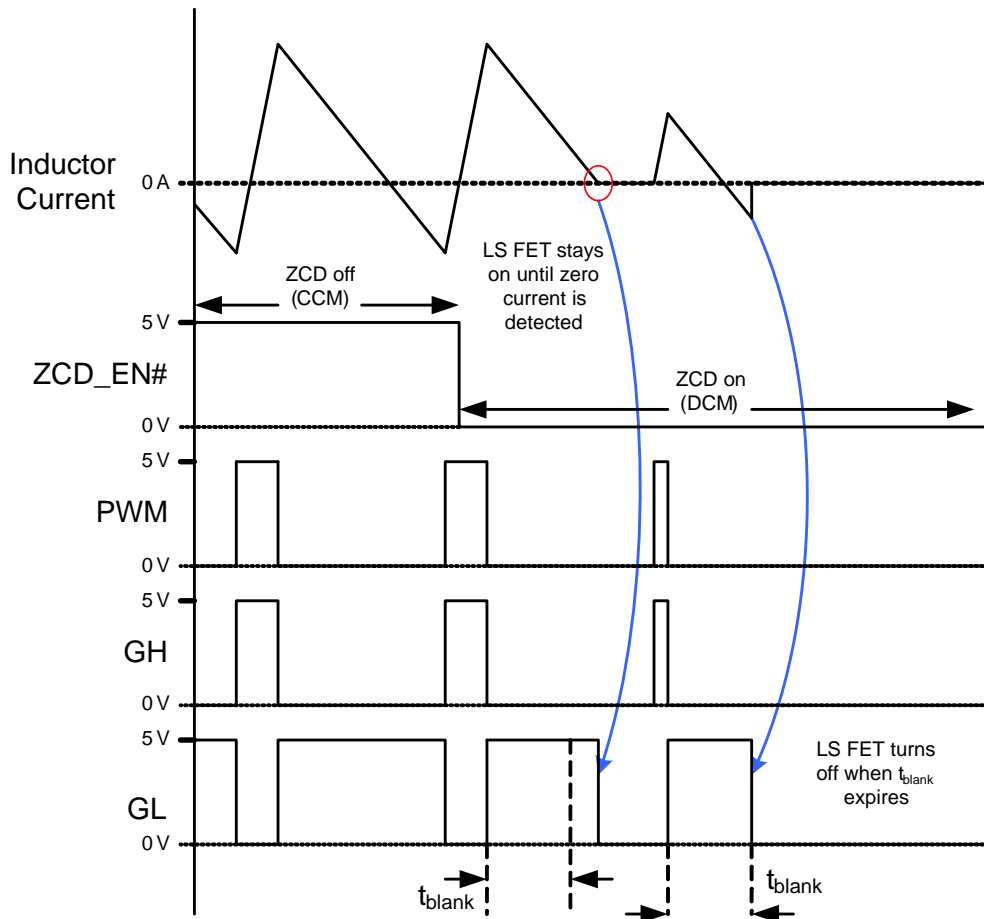 Inductor
Current
0 A
LS FET stays
on until zero
current is
detected
ZCD off
(CCM)
5 V
ZCD_EN#
0 V
ZCD on
(DCM)
5 V
PWM
0 V
5 V
GH
0 V
5 V
GL
0 V
LS FET turns
off when tblank
expires
tblank
tblank